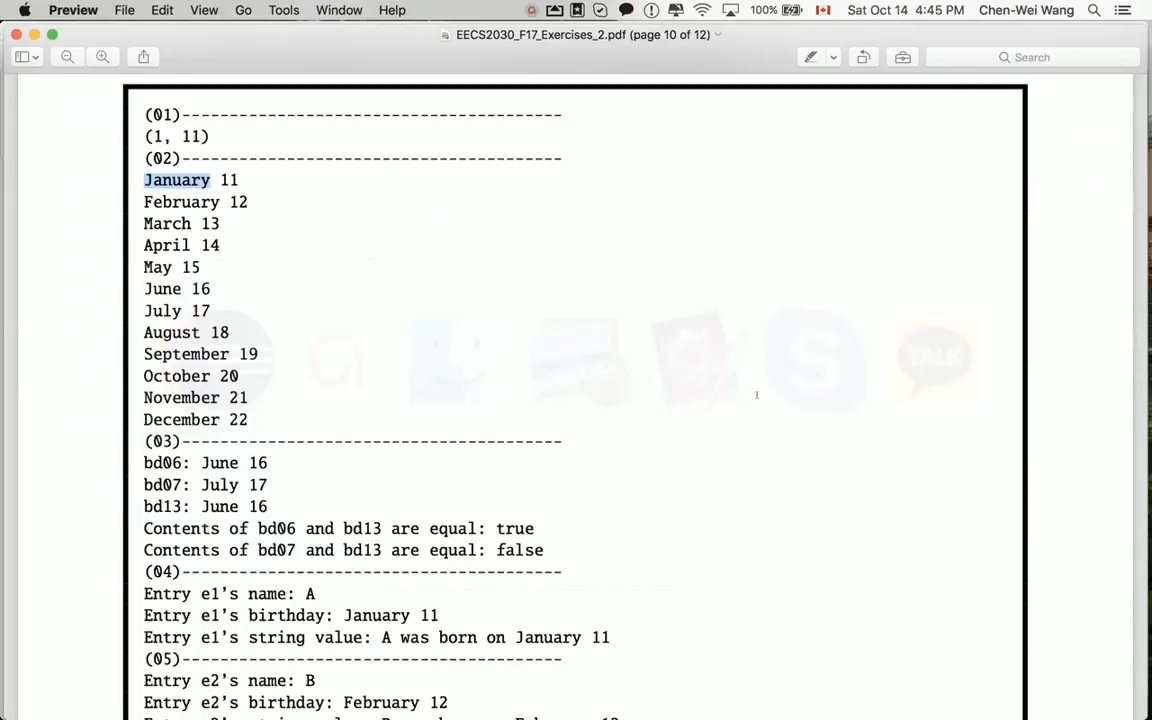 Preview File Edit View Go Tools Window Help 100% Sat Oct 14 4:45 PM Chen-Wei Wang
EECS2030_F17_Exercises_2.pdf (page 10 of 12)
Search
(01)----------------------------------------
(1, 11)
(02)----------------------------------------
January 11
February 12
March 13
April 14
May 15
June 16
July 17
August 18
September 19
October 20
November 21
December 22
(03)----------------------------------------
bd06: June 16
bd07: July 17
bd13: June 16
Contents of bd06 and bd13 are equal: true
Contents of bd07 and bd13 are equal: false
(04)----------------------------------------
Entry e1's name: A
Entry e1's birthday: January 11
Entry e1's string value: A was born on January 11
(05)----------------------------------------
Entry e2's name: B
Entry e2's birthday: February 12
TALK